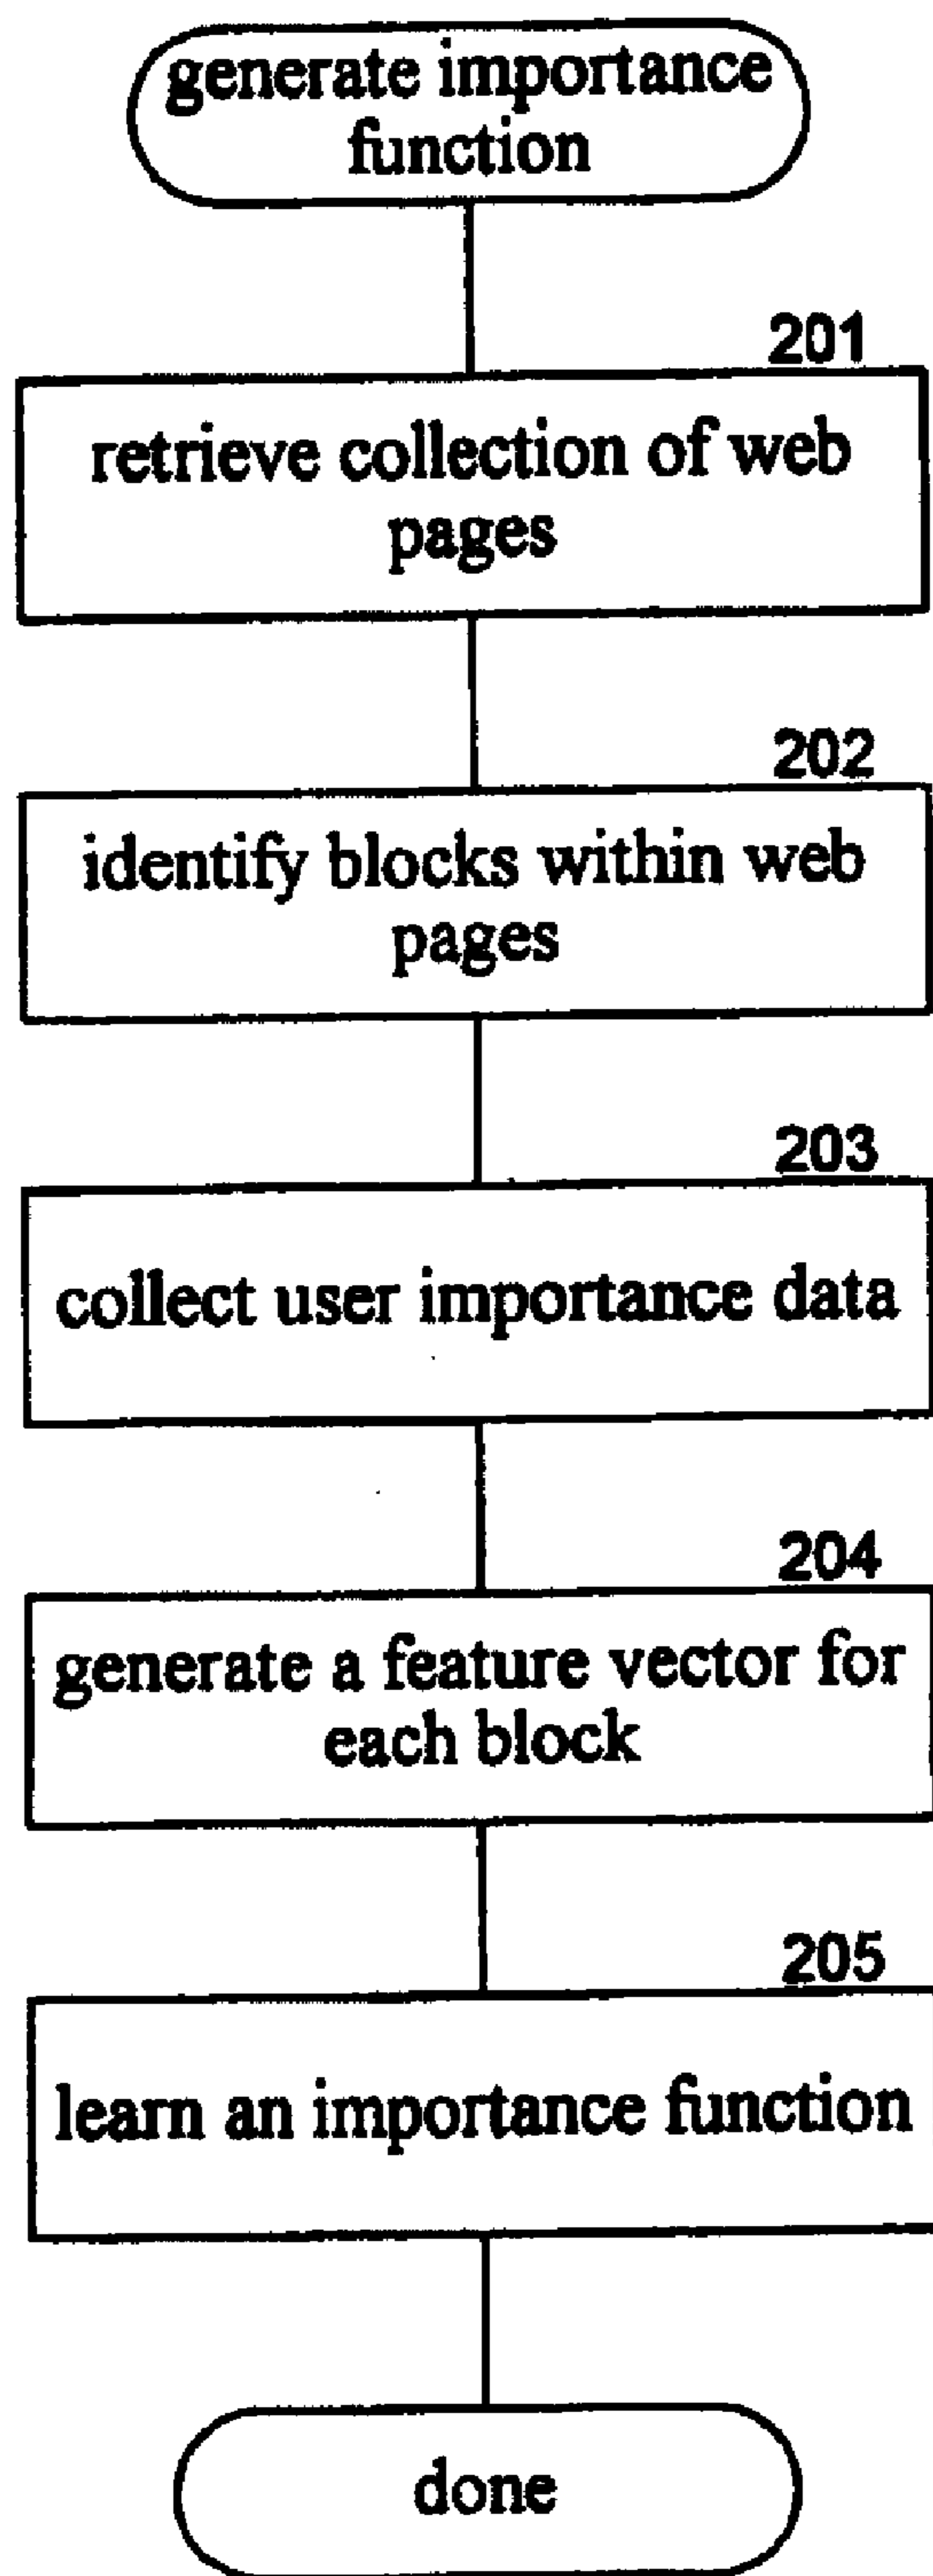 generate importance
function
201
retrieve collection of web
pages
202
identify blocks within web
pages
203
collect user importance data
204
generate a feature vector for
each block
205
learn an importance function
done